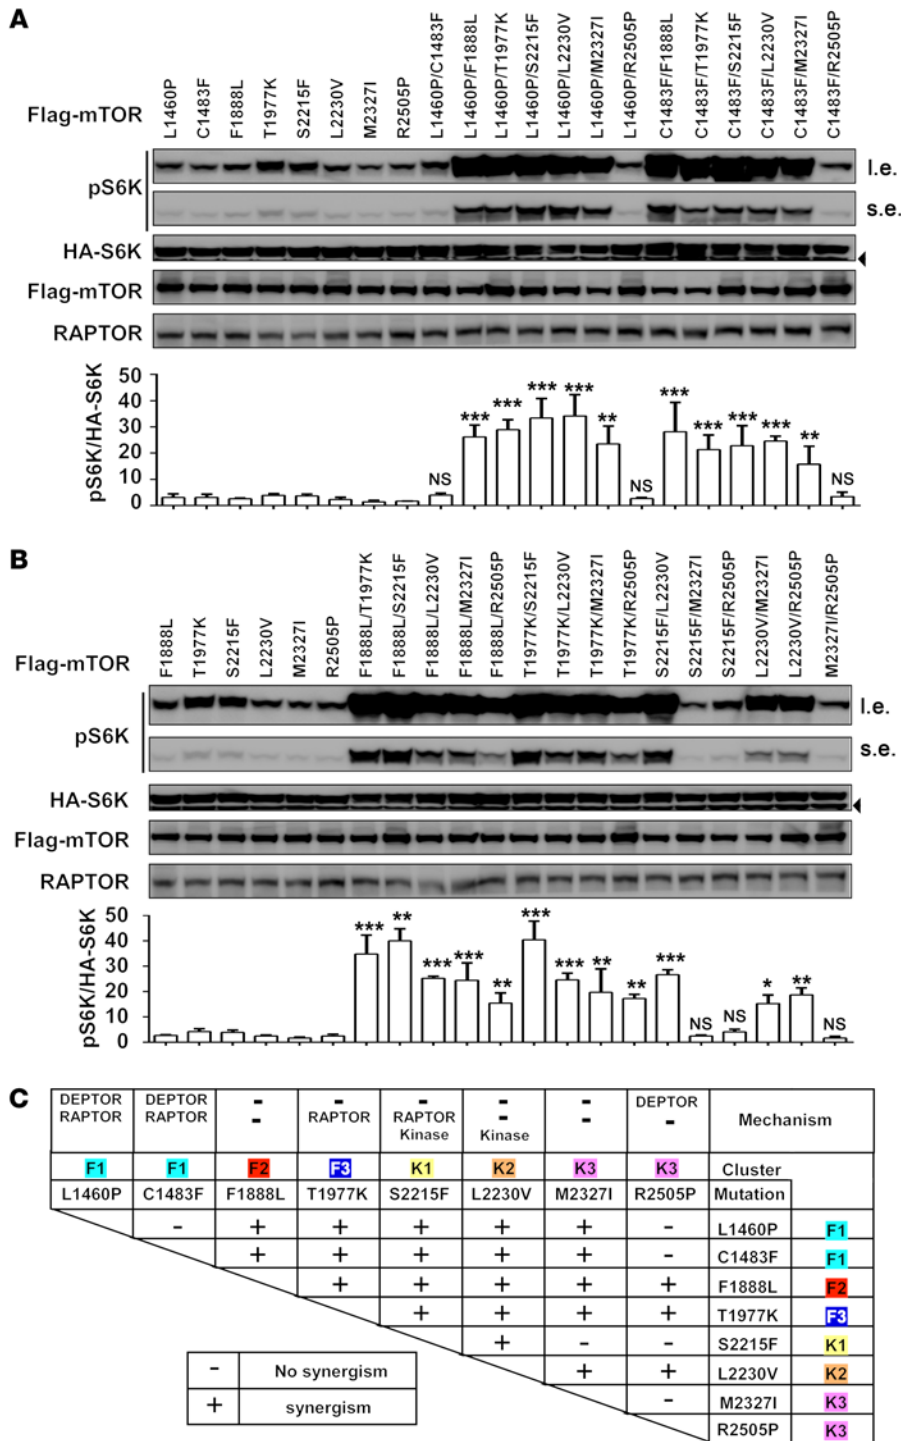 A
L1460P
C1483F
F1888L
T1977K
S2215F
L2230V
M2327I
R2505P
L1460P/C1483F
L1460P/F1888L
L1460P/T1977K
L1460P/S2215F
L1460P/L2230V
L1460P/M2327I
L1460P/R2505P
C1483F/F1888L
C1483F/T1977K
C1483F/S2215F
C1483F/L2230V
C1483F/M2327I
C1483F/R2505P
Flag-mTOR
pS6K
l.e.
s.e.
HA-S6K
Flag-mTOR
RAPTOR
pS6K/HA-S6K
50
40
30
20
10
0
NS *** *** *** *** ** NS *** *** *** *** ** NS
B
F1888L
T1977K
S2215F
L2230V
M2327I
R2505P
F1888L/T1977K
F1888L/S2215F
F1888L/L2230V
F1888L/M2327I
F1888L/R2505P
T1977K/S2215F
T1977K/L2230V
T1977K/M2327I
T1977K/R2505P
S2215F/L2230V
S2215F/M2327I
S2215F/R2505P
L2230V/M2327I
L2230V/R2505P
M2327I/R2505P
Flag-mTOR
pS6K
l.e.
s.e.
HA-S6K
Flag-mTOR
RAPTOR
pS6K/HA-S6K
50
40
30
20
10
0
*** ** *** *** ** *** *** ** ** *** NS NS * ** NS
C
DEPTOR DEPTOR - - - - - DEPTOR
RAPTOR RAPTOR - RAPTOR RAPTOR - - - Mechanism
Kinase Kinase
F1 F1 F2 F3 K1 K2 K3 K3 Cluster
L1460P C1483F F1888L T1977K S2215F L2230V M2327I R2505P Mutation
- + + + + + - L1460P F1
+ + + + + - C1483F F1
+ + + + + F1888L F2
+ + + + T1977K F3
+ - - S2215F K1
+ + L2230V K2
- M2327I K3
R2505P K3
- No synergism
+ synergism